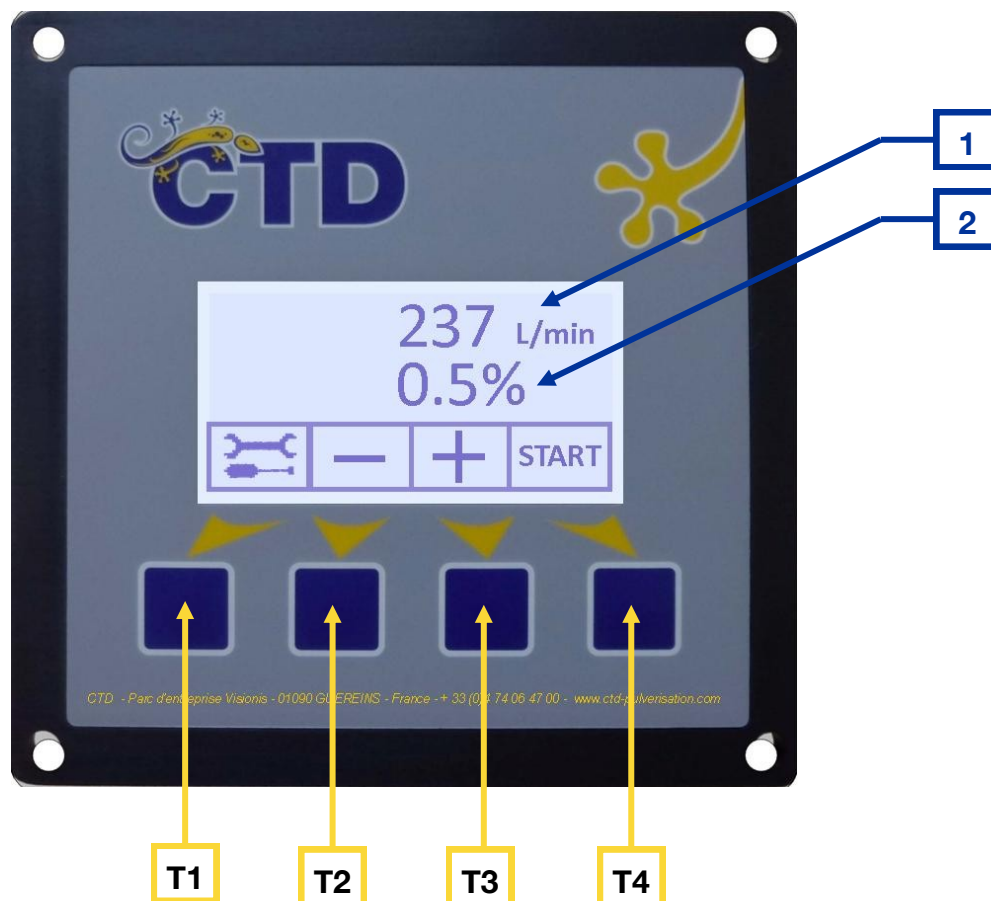 CTD
1
2
237 L/min
0.5%
START
CTD - Parc d'entreprise Visionis - 01090 GUEREINS - France - + 33 (0)4 74 06 47 00 - www.ctd-pulverisation.com
T1 T2 T3 T4